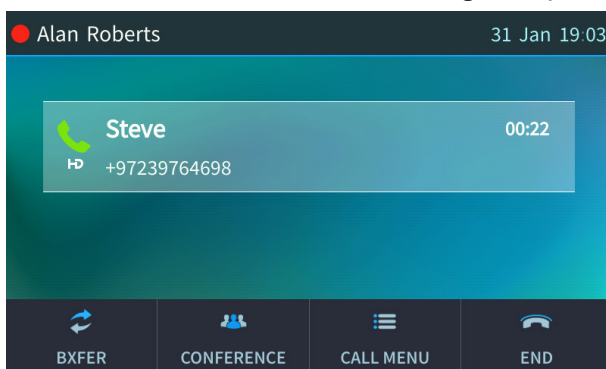 Alan Roberts 31 Jan 19:03
Steve 00:22
HD +97239764698
BXFER CONFERENCE CALL MENU END